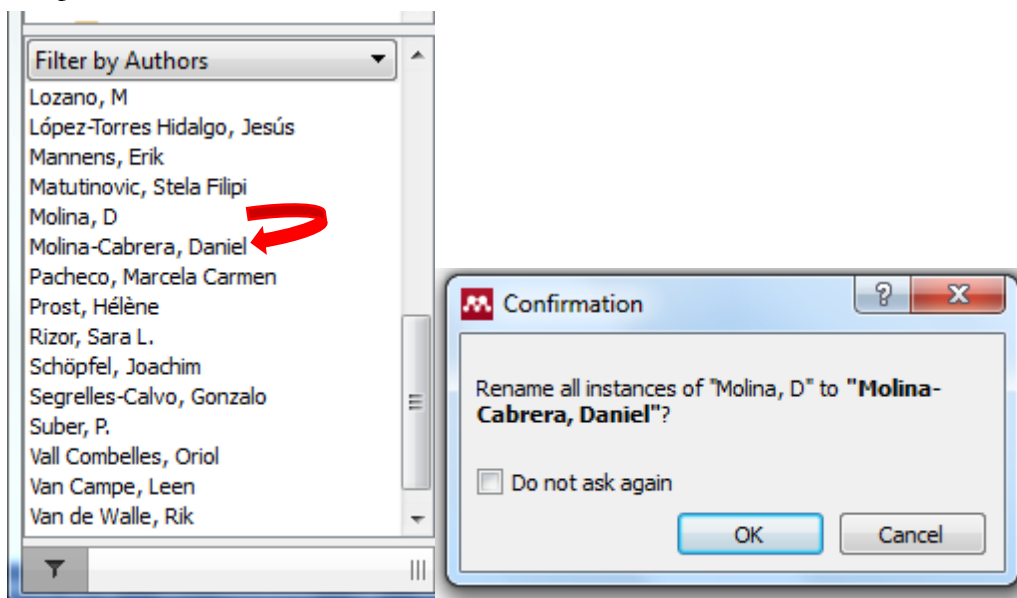 Filter by Authors
Lozano, M
López-Torres Hidalgo, Jesús
Mannens, Erik
Matutinovic, Stela Filipi
Molina, D
Molina-Cabrera, Daniel
Pacheco, Marcela Carmen
Prost, Hélène
Rizor, Sara L.
Schöpfel, Joachim
Segrelles-Calvo, Gonzalo
Suber, P.
Vall Combelles, Oriol
Van Campe, Leen
Van de Walle, Rik
Confirmation
Rename all instances of "Molina, D" to "Molina-
Cabrera, Daniel"?
Do not ask again
OK
Cancel